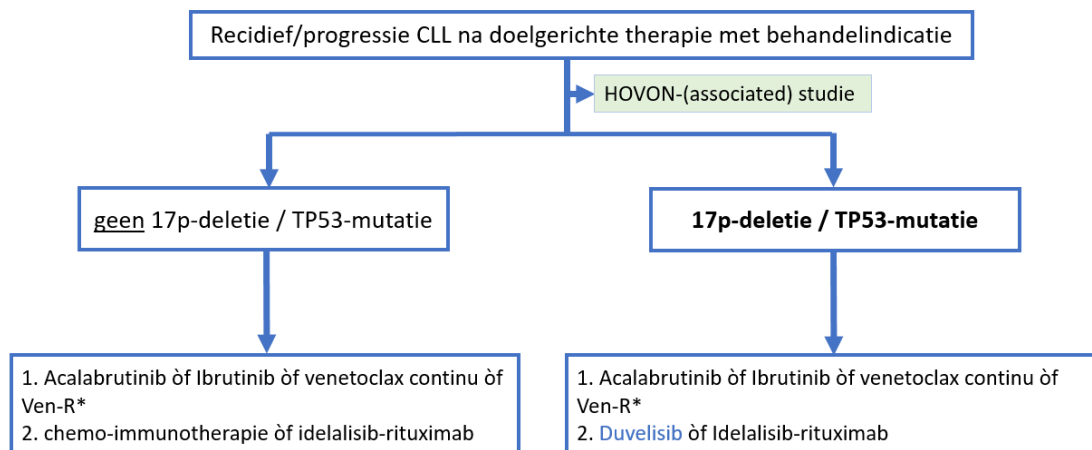 Recidief/progressie CLL na doelgerichte therapie met behandelindicatie
HOVON-(associated) studie
geen 17p-deletie / TP53-mutatie
17p-deletie / TP53-mutatie
1. Acalabrutinib òf Ibrutinib òf venetoclax continu òf
Ven-R*
2. chemo-immunotherapie òf idelalisib-rituximab
1. Acalabrutinib òf Ibrutinib òf venetoclax continu òf
Ven-R*
2. Duvelisib òf Idelalisib-rituximab